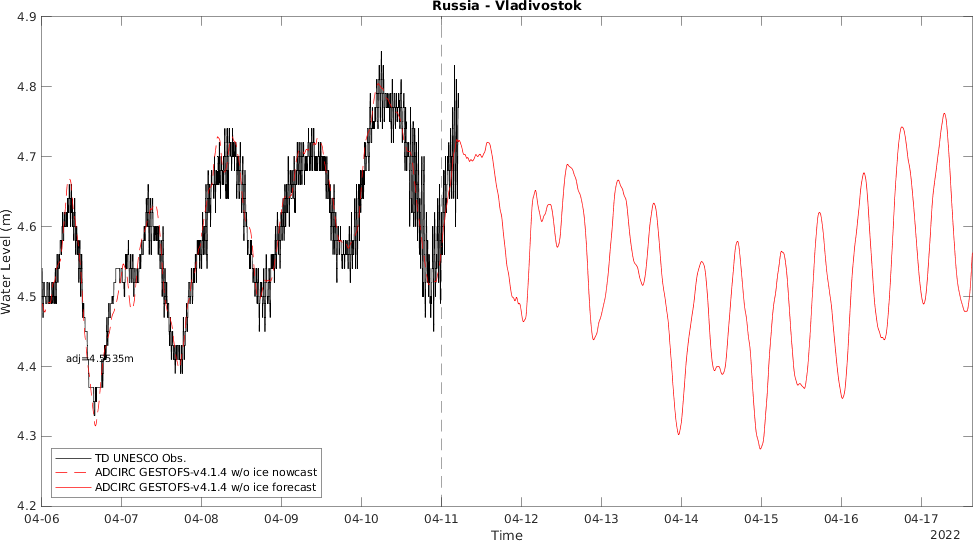 Russia - Vladivostok
4.9
4.8
4.7
4.6
4.5
4.4
4.3
4.2
Water Level (m)
adj=4.5535m
TD UNESCO Obs.
ADCIRC GESTOFS-v4.1.4 w/o ice nowcast
ADCIRC GESTOFS-v4.1.4 w/o ice forecast
04-06 04-07 04-08 04-09 04-10 04-11 04-12 04-13 04-14 04-15 04-16 04-17
Time
2022